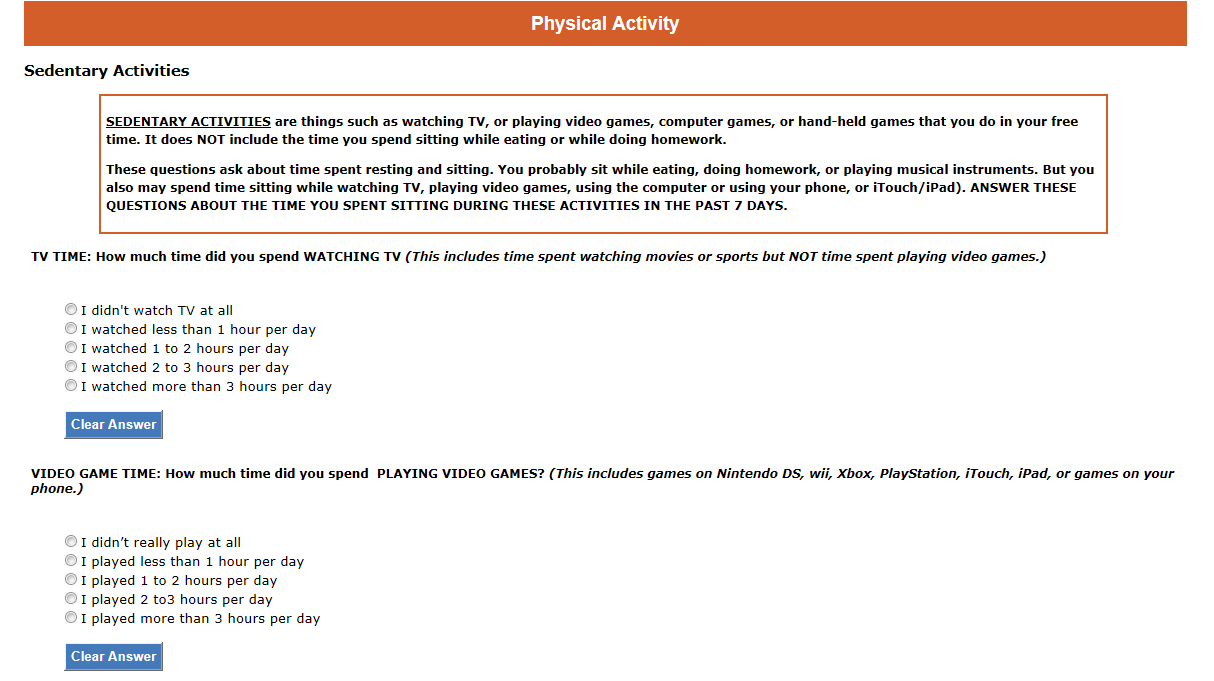 Physical Activity
Sedentary Activities
SEDENTARY ACTIVITIES are things such as watching TV, or playing video games, computer games, or hand-held games that you do in your free
time. It does NOT include the time you spend sitting while eating or while doing homework.
These questions ask about time spent resting and sitting. You probably sit while eating, doing homework, or playing musical instruments. But you
also may spend time sitting while watching TV, playing video games, using the computer or using your phone, or iTouch/iPad). ANSWER THESE
QUESTIONS ABOUT THE TIME YOU SPENT SITTING DURING THESE ACTIVITIES IN THE PAST 7 DAYS.
TV TIME: How much time did you spend WATCHING TV (This includes time spent watching movies or sports but NOT time spent playing video games.)
I didn't watch TV at all
I watched less than 1 hour per day
I watched 1 to 2 hours per day
I watched 2 to 3 hours per day
I watched more than 3 hours per day
Clear Answer
VIDEO GAME TIME: How much time did you spend  PLAYING VIDEO GAMES? (This includes games on Nintendo DS, wii, Xbox, PlayStation, iTouch, iPad, or games on your
phone.)
I didn’t really play at all
I played less than 1 hour per day
I played 1 to 2 hours per day
I played 2 to3 hours per day
I played more than 3 hours per day
Clear Answer